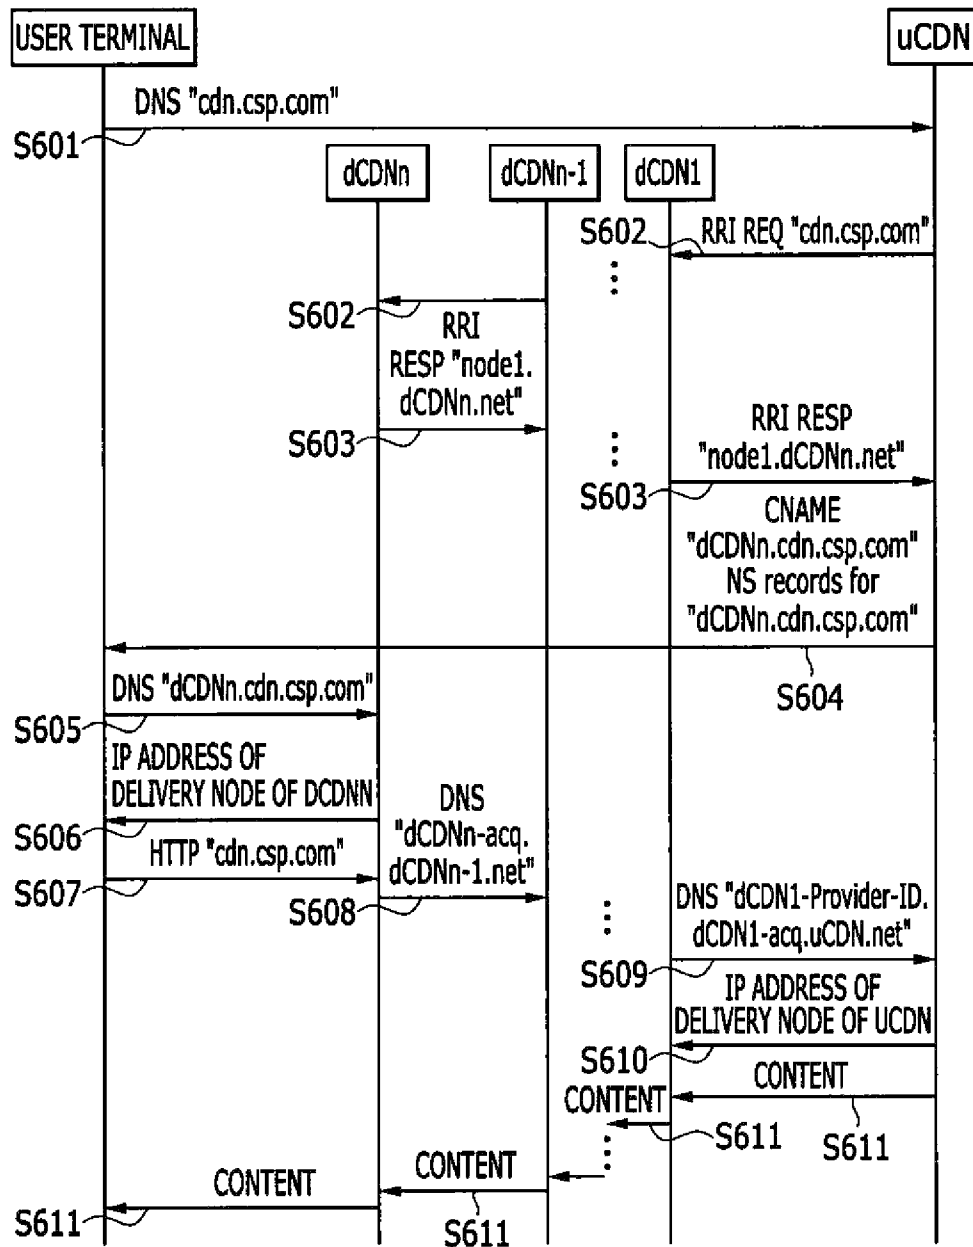 USER TERMINAL
uCDN
DNS "cdn.csp.com"
S601
dCDNn
dCDNn-1
dCDN1
S602
RRI REQ "cdn.csp.com"
S602
RRI
RESP "node1.
dCDNn.net"
S603
RRI RESP
"node1.dCDNn.net"
S603
CNAME
"dCDNn.cdn.csp.com"
NS records for
"dCDNn.cdn.csp.com"
S604
DNS "dCDNn.cdn.csp.com"
S605
IP ADDRESS OF
DELIVERY NODE OF DCDNN
S606
HTTP "cdn.csp.com"
S607
DNS
"dCDNn-acq.
dCDNn-1.net"
S608
DNS "dCDN1-Provider-ID.
dCDN1-acq.uCDN.net"
S609
IP ADDRESS OF
DELIVERY NODE OF UCDN
S610
CONTENT
S611
CONTENT
S611
CONTENT
S611
CONTENT
S611